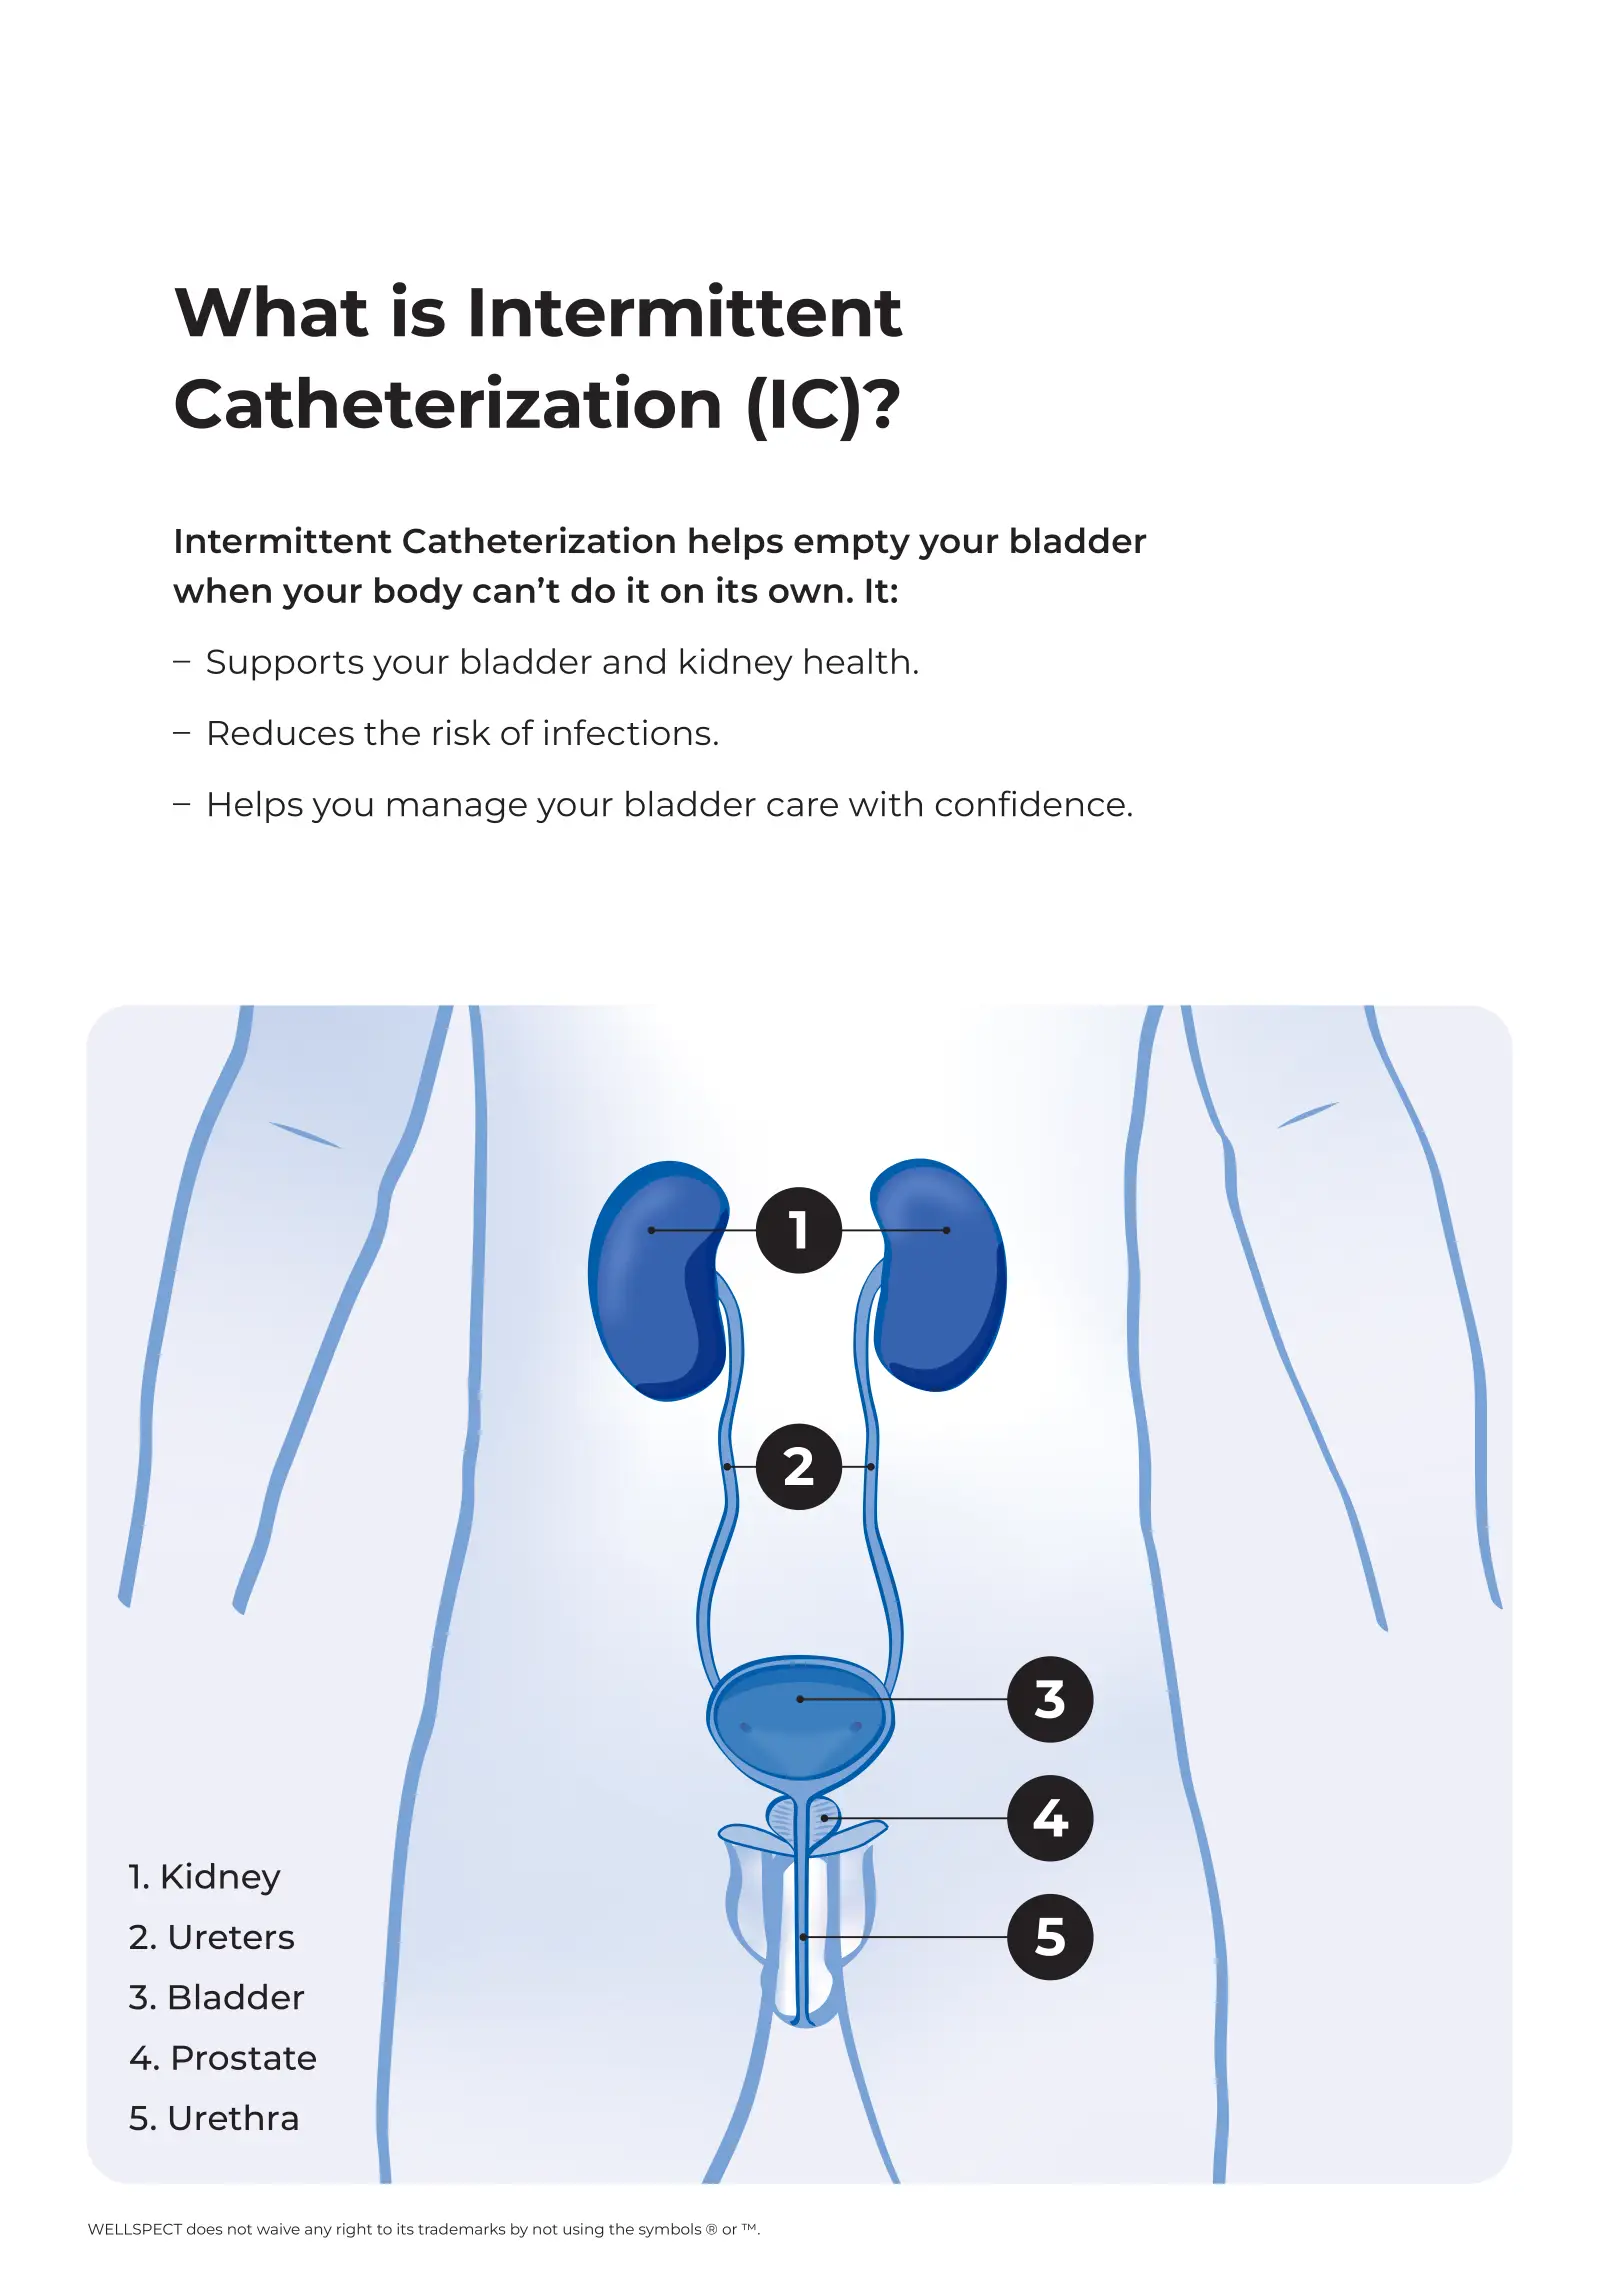 What is Intermittent
Catheterization (IC)?
Intermittent Catheterization helps empty your bladder
when your body can’t do it on its own. It:
– Supports your bladder and kidney health.
– Reduces the risk of infections.
– Helps you manage your bladder care with confidence.
1
2
3
4
5
1. Kidney
2. Ureters
3. Bladder
4. Prostate
5. Urethra
WELLSPECT does not waive any right to its trademarks by not using the symbols ® or ™.